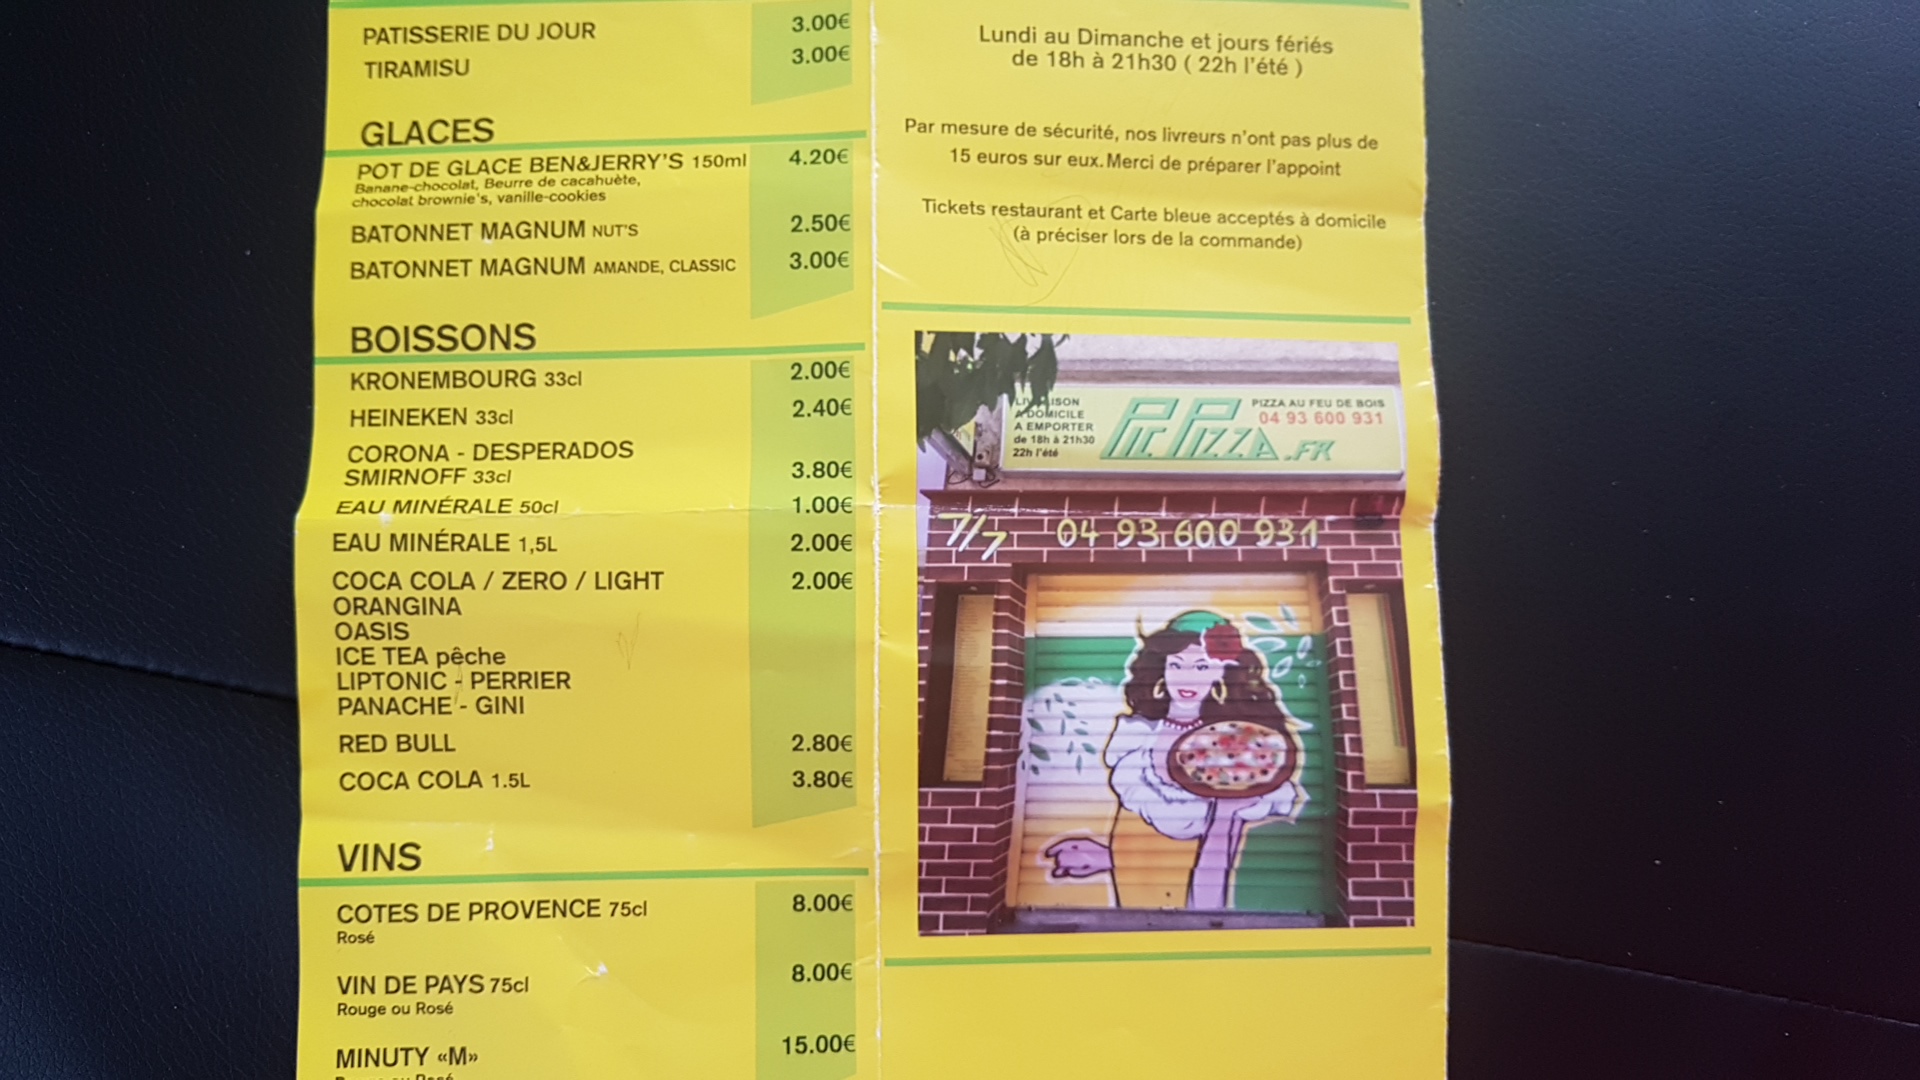 PATISSERIE DU JOUR 3.00€
TIRAMISU 3.00€
GLACES
POT DE GLACE BEN&JERRY'S 150ml 4.20€
Banane-chocolat, Beurre de cacahuète,
chocolat brownie's, vanille-cookies
BATONNET MAGNUM NUT'S 2.50€
BATONNET MAGNUM AMANDE, CLASSIC 3.00€
BOISSONS
KRONEMBOURG 33cl 2.00€
HEINEKEN 33cl 2.40€
CORONA - DESPERADOS
SMIRNOFF 33cl 3.80€
EAU MINÉRALE 50cl 1.00€
EAU MINÉRALE 1,5L 2.00€
COCA COLA / ZERO / LIGHT 2.00€
ORANGINA
OASIS
ICE TEA pêche
LIPTONIC - PERRIER
PANACHE - GINI
RED BULL 2.80€
COCA COLA 1.5L 3.80€
VINS
COTES DE PROVENCE 75cl 8.00€
Rosé
VIN DE PAYS 75cl 8.00€
Rouge ou Rosé
MINUTY «M» 15.00€
Rouge ou Rosé
Lundi au Dimanche et jours fériés
de 18h à 21h30 ( 22h l'été )
Par mesure de sécurité, nos livreurs n'ont pas plus de
15 euros sur eux. Merci de préparer l'appoint
Tickets restaurant et Carte bleue acceptés à domicile
(à préciser lors de la commande)
LIVRAISON
A DOMICILE
A EMPORTER
de 18h à 21h30
22h l'été
PIC PIZZA.FR
PIZZA AU FEU DE BOIS
04 93 600 931
7/7 04 93 600 931